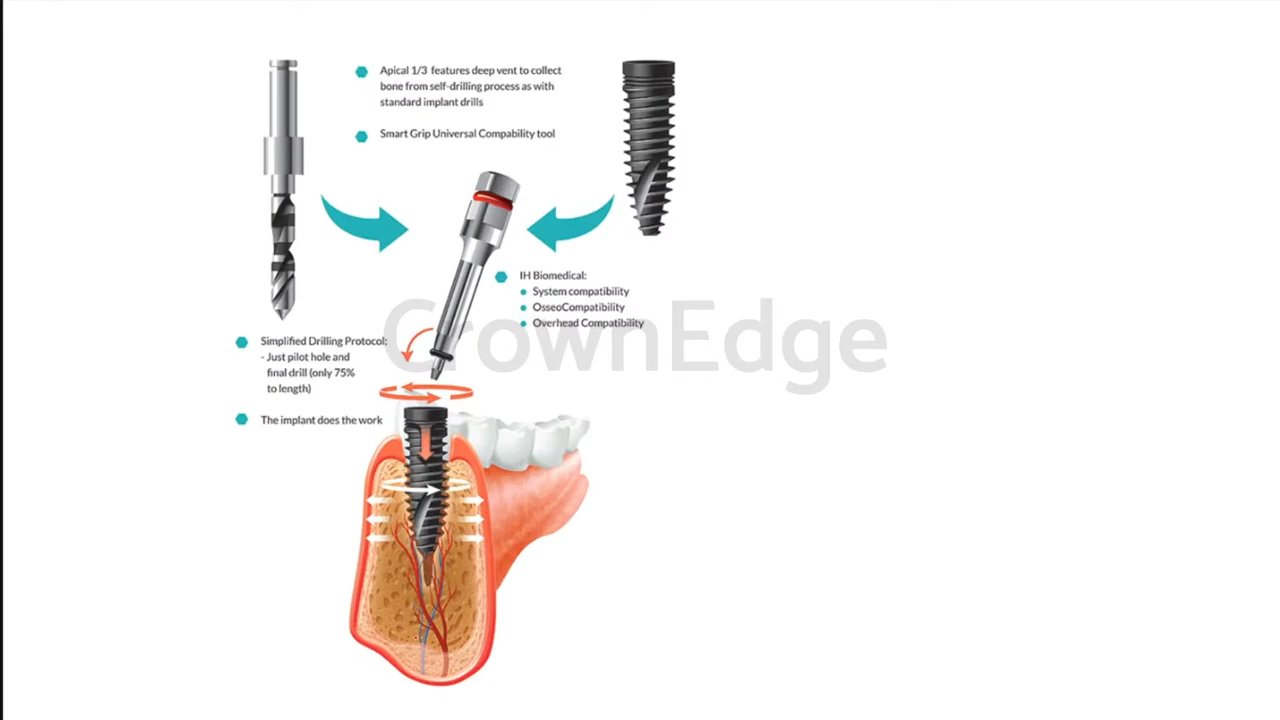 Apical 1/3 features deep vent to collect
bone from self-drilling process as with
standard implant drills
Smart Grip Universal Compability tool
IH Biomedical:
System compatibility
OsseoCompatibility
Overhead Compatibility
CrownEdge
Simplified Drilling Protocol:
- Just pilot hole and
final drill (only 75%
to length)
The implant does the work